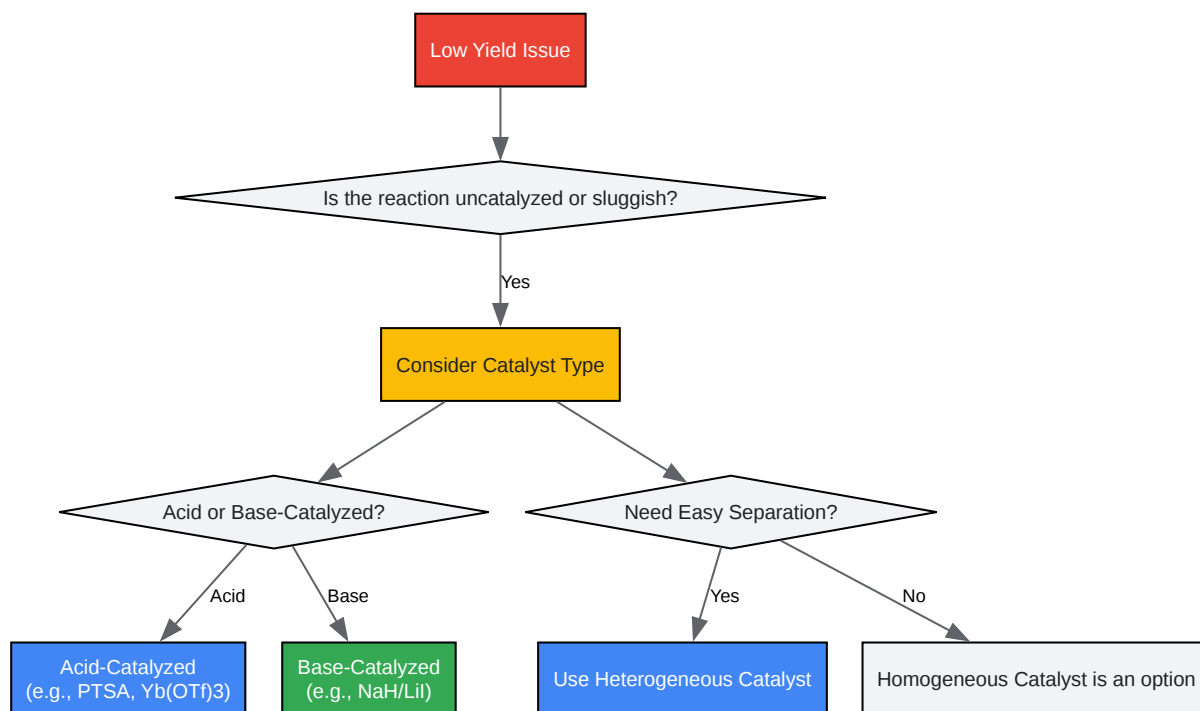 Low Yield Issue
Is the reaction uncatalyzed or sluggish?
Yes
Consider Catalyst Type
Acid or Base-Catalyzed?
Need Easy Separation?
Acid
Base
Yes
No
Acid-Catalyzed
(e.g., PTSA, Yb(OTf)3)
Base-Catalyzed
(e.g., NaH/LiI)
Use Heterogeneous Catalyst
Homogeneous Catalyst is an option